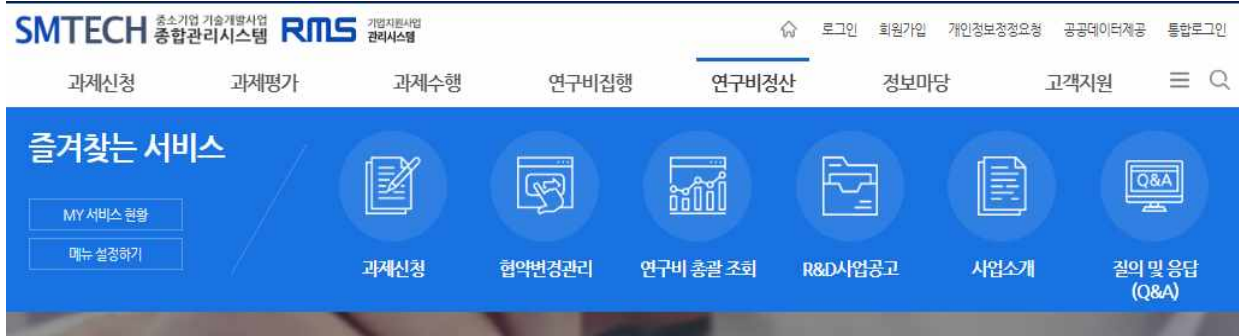 SMTECH 중소기업 기술개발사업 종합관리시스템 RMS 기업지원사업 관리시스템
로그인 회원가입 개인정보정정요청 공공데이터제공 통합로그인
과제신청 과제평가 과제수행 연구비집행 연구비정산 정보마당 고객지원
즐겨찾는 서비스
MY 서비스 현황
메뉴 설정하기
Q&A
과제신청 협약변경관리 연구비 총괄 조회 R&D사업공고 사업소개 질의 및 응답
(Q&A)